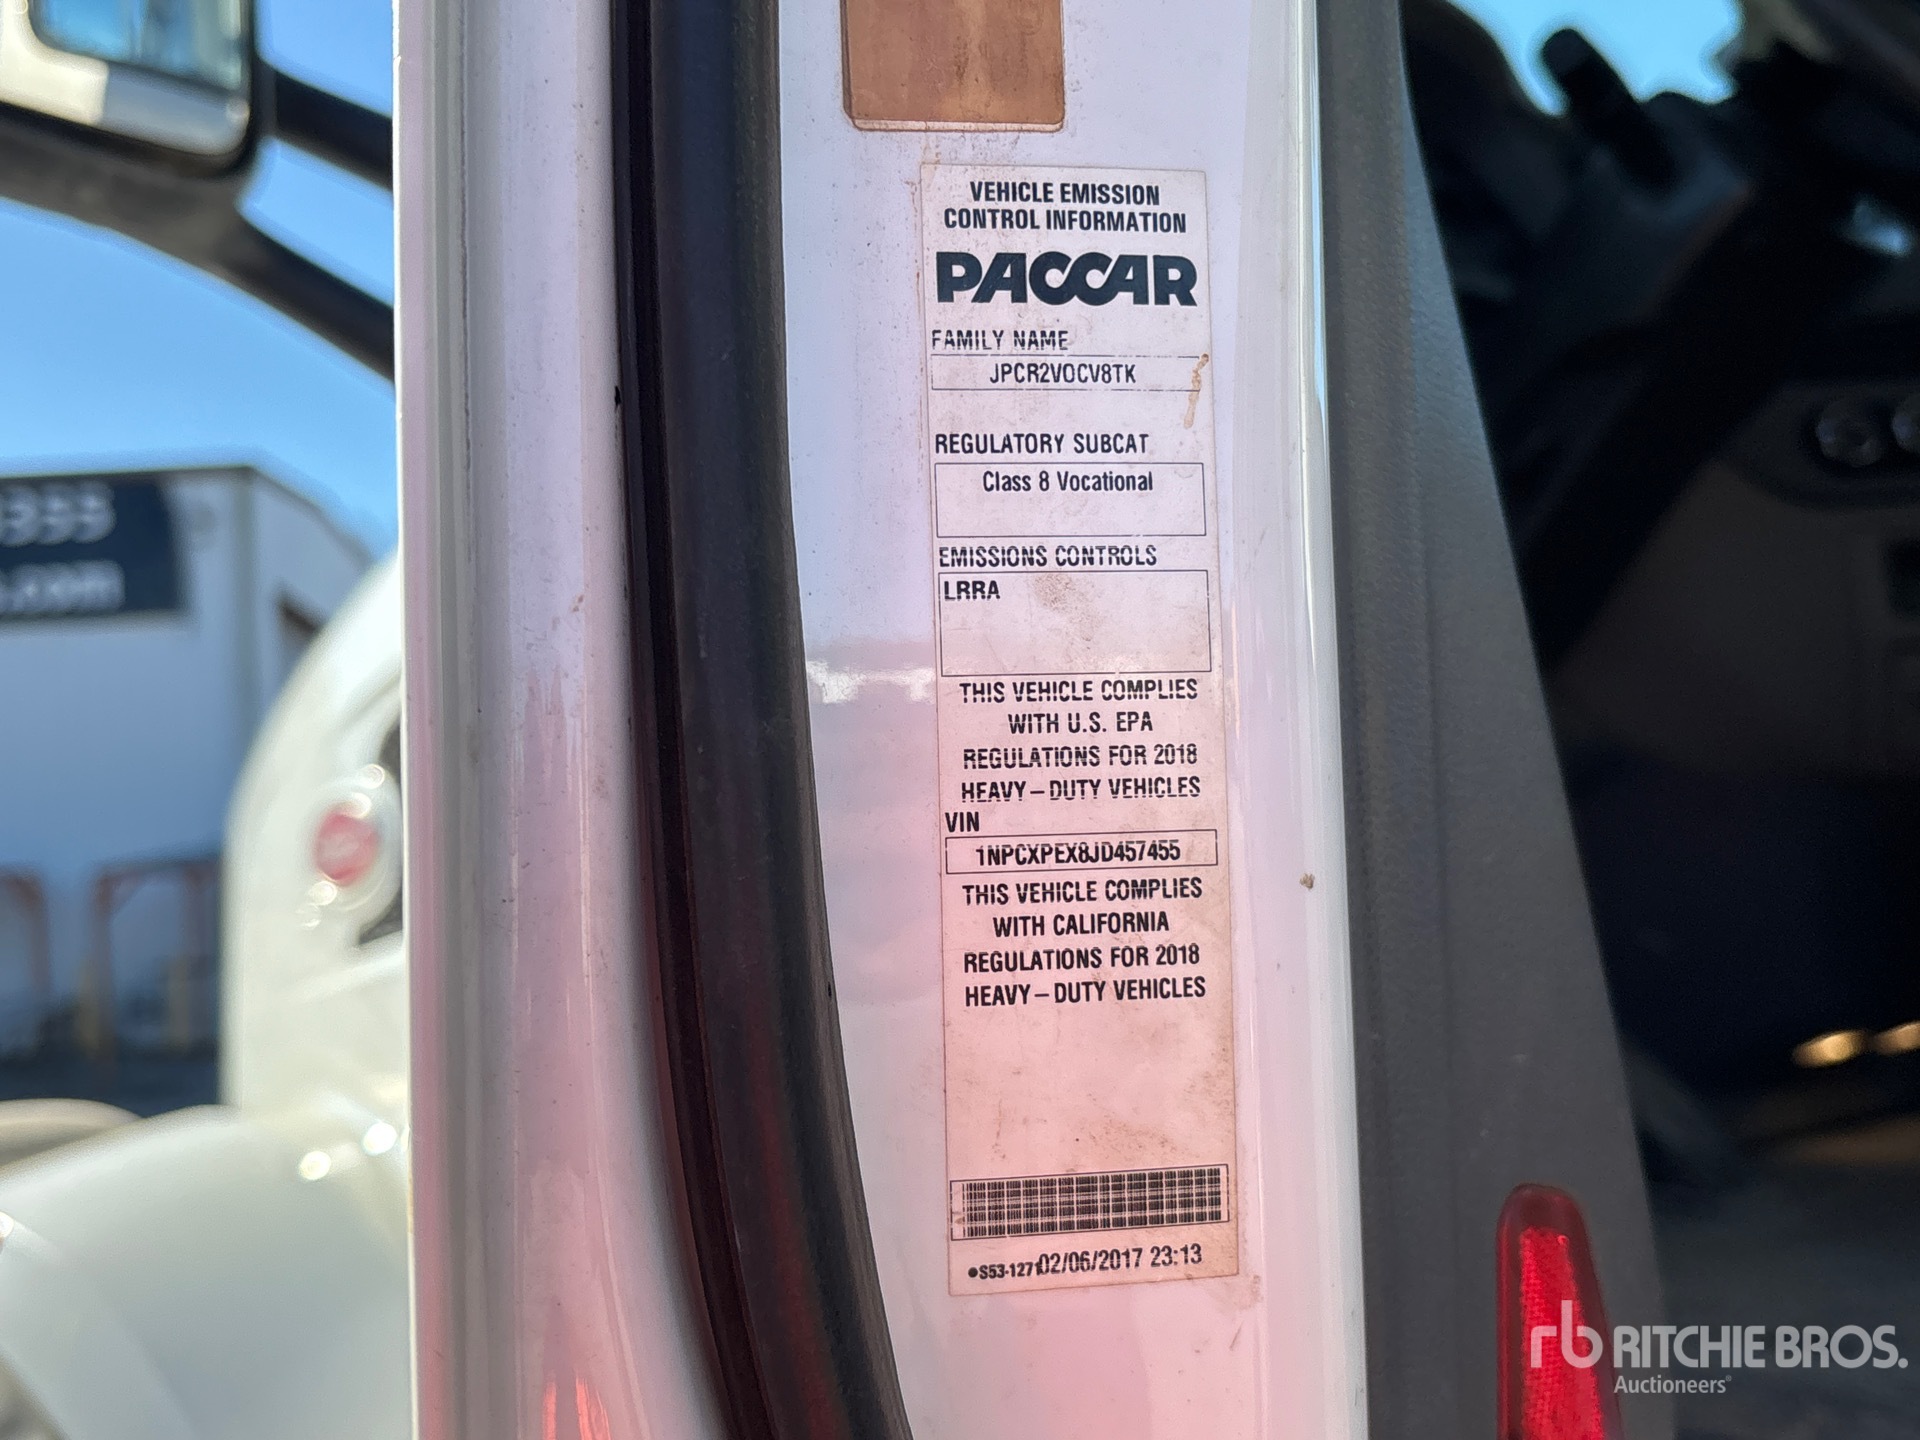 VEHICLE EMISSION
CONTROL INFORMATION
PACCAR
FAMILY NAME
JPCR2VOCV8TK
REGULATORY SUBCAT
Class 8 Vocational
EMISSIONS CONTROLS
LRRA
THIS VEHICLE COMPLIES
WITH U.S. EPA
REGULATIONS FOR 2018
HEAVY – DUTY VEHICLES
VIN
1NPCXPEX8JD457455
THIS VEHICLE COMPLIES
WITH CALIFORNIA
REGULATIONS FOR 2018
HEAVY – DUTY VEHICLES
●S53-1271 02/06/2017 23:13
rb RITCHIE BROS.
Auctioneers®